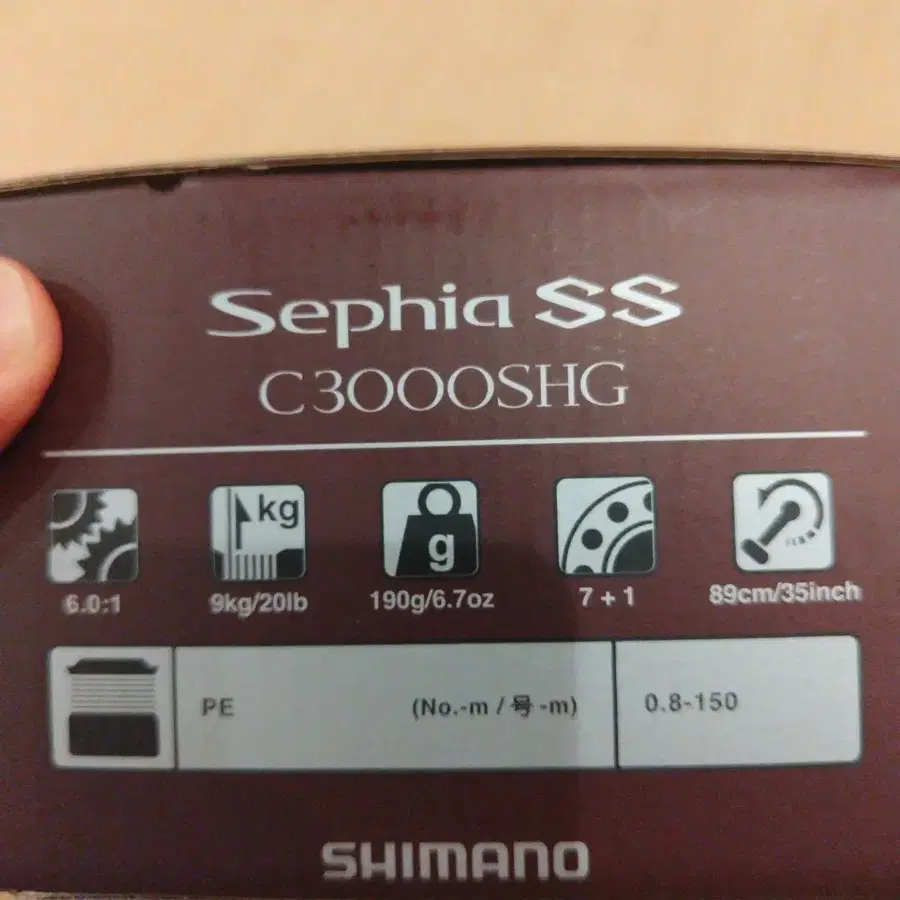 Sephia SS
C3000SHG
kg
g
6.0:1 9kg/20lb 190g/6.7oz 7 + 1 89cm/35inch
PE (No.-m / 号 -m) 0.8-150
SHIMANO